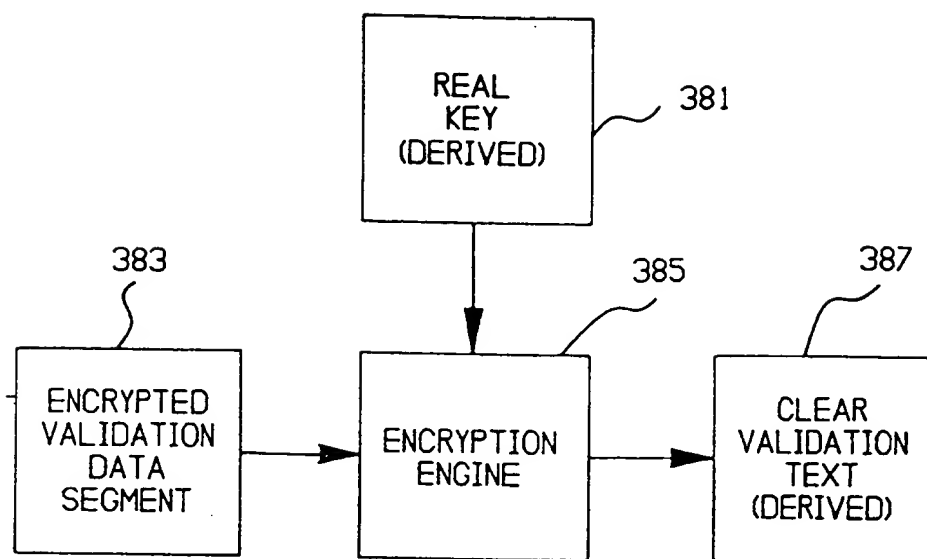 REAL
KEY
(DERIVED)
381
383
385
387
ENCRYPTED
VALIDATION
DATA
SEGMENT
ENCRYPTION
ENGINE
CLEAR
VALIDATION
TEXT
(DERIVED)